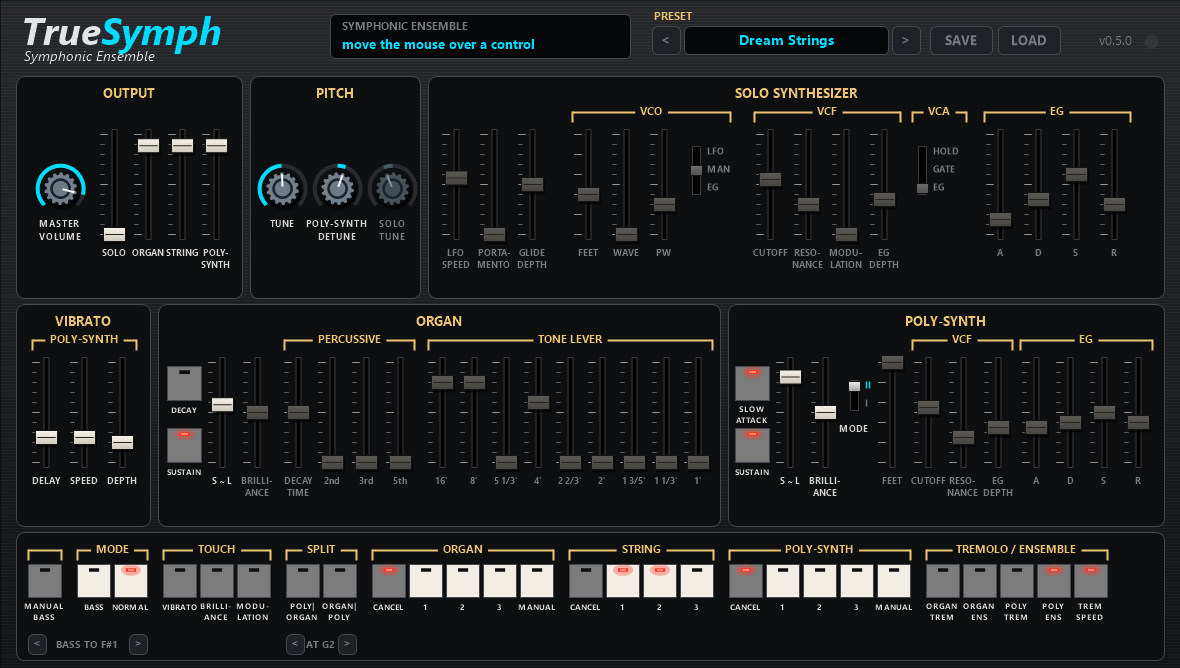 TrueSymph
Symphonic Ensemble
SYMPHONIC ENSEMBLE
move the mouse over a control
PRESET
<
Dream Strings
>
SAVE
LOAD
v0.5.0
OUTPUT
MASTER VOLUME
SOLO
ORGAN
STRING
POLY-SYNTH
PITCH
TUNE
POLY-SYNTH DETUNE
SOLO TUNE
SOLO SYNTHESIZER
VCO
VCF
VCA
EG
LFO
MAN
EG
HOLD
GATE
EG
LFO SPEED
PORTA-MENTO
GLIDE DEPTH
FEET
WAVE
PW
CUTOFF
RESO-NANCE
MODU-LATION
EG DEPTH
A
D
S
R
VIBRATO
POLY-SYNTH
DELAY
SPEED
DEPTH
ORGAN
PERCUSSIVE
TONE LEVER
DECAY
SUSTAIN
S ~ L
BRILLI-ANCE
DECAY TIME
2nd
3rd
5th
16'
8'
5 1/3'
4'
2 2/3'
2'
1 3/5'
1 1/3'
1'
POLY-SYNTH
VCF
EG
SLOW ATTACK
SUSTAIN
S ~ L
BRILLI-ANCE
II
I
MODE
FEET
CUTOFF
RESO-NANCE
EG DEPTH
A
D
S
R
MODE
TOUCH
SPLIT
ORGAN
STRING
POLY-SYNTH
TREMOLO / ENSEMBLE
MANUAL BASS
BASS
NORMAL
VIBRATO
BRILLI-ANCE
MODU-LATION
POLY| ORGAN
ORGAN| POLY
CANCEL
1
2
3
MANUAL
CANCEL
1
2
3
CANCEL
1
2
3
MANUAL
ORGAN TREM
ORGAN ENS
POLY TREM
POLY ENS
TREM SPEED
<
BASS TO F#1
>
<
AT G2
>